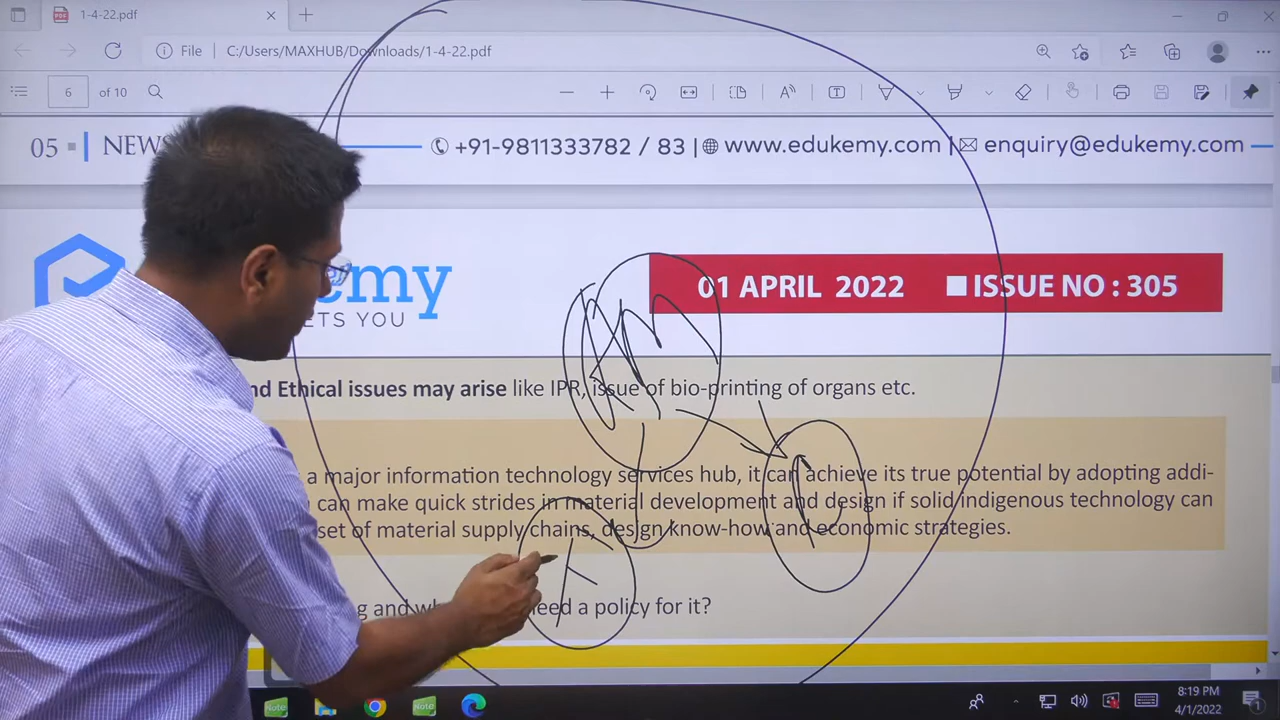 1-4-22.pdf
File C:/Users/MAXHUB/Downloads/1-4-22.pdf
6 of 10
05 NEWS +91-9811333782 / 83 | www.edukemy.com | enquiry@edukemy.com
emy 01 APRIL 2022 ISSUE NO : 305
ETS YOU
nd Ethical issues may arise like IPR, issue of bio-printing of organs etc.
a major information technology services hub, it can achieve its true potential by adopting addi-
can make quick strides in material development and design if solid indigenous technology can
set of material supply chains, design know-how and economic strategies.
g and need a policy for it?
Note Note 8:19 PM
4/1/2022